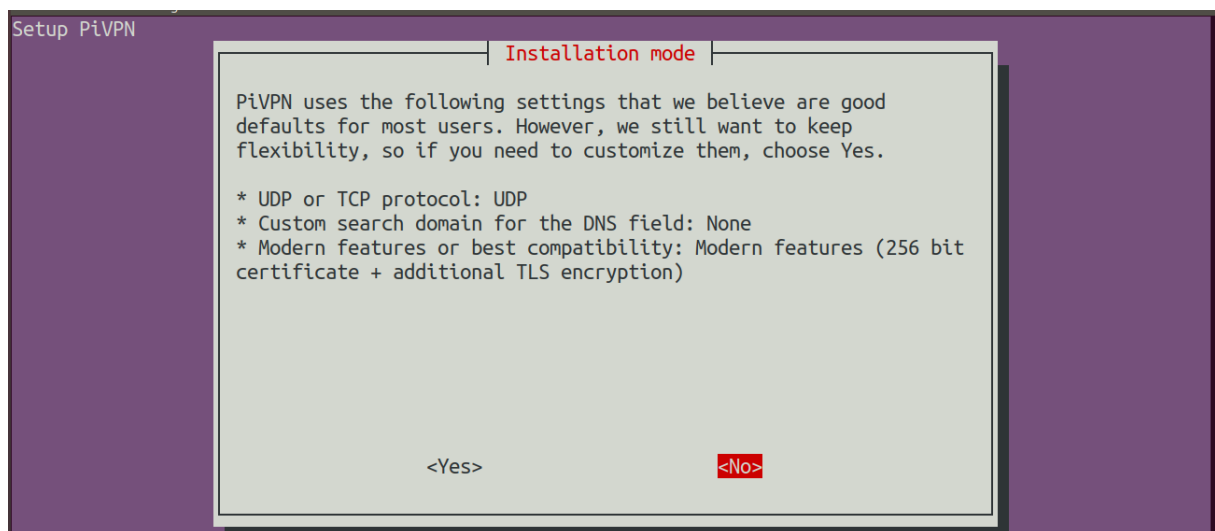 Setup PiVPN
Installation mode
PiVPN uses the following settings that we believe are good
defaults for most users. However, we still want to keep
flexibility, so if you need to customize them, choose Yes.
* UDP or TCP protocol: UDP
* Custom search domain for the DNS field: None
* Modern features or best compatibility: Modern features (256 bit
certificate + additional TLS encryption)
<Yes> <No>